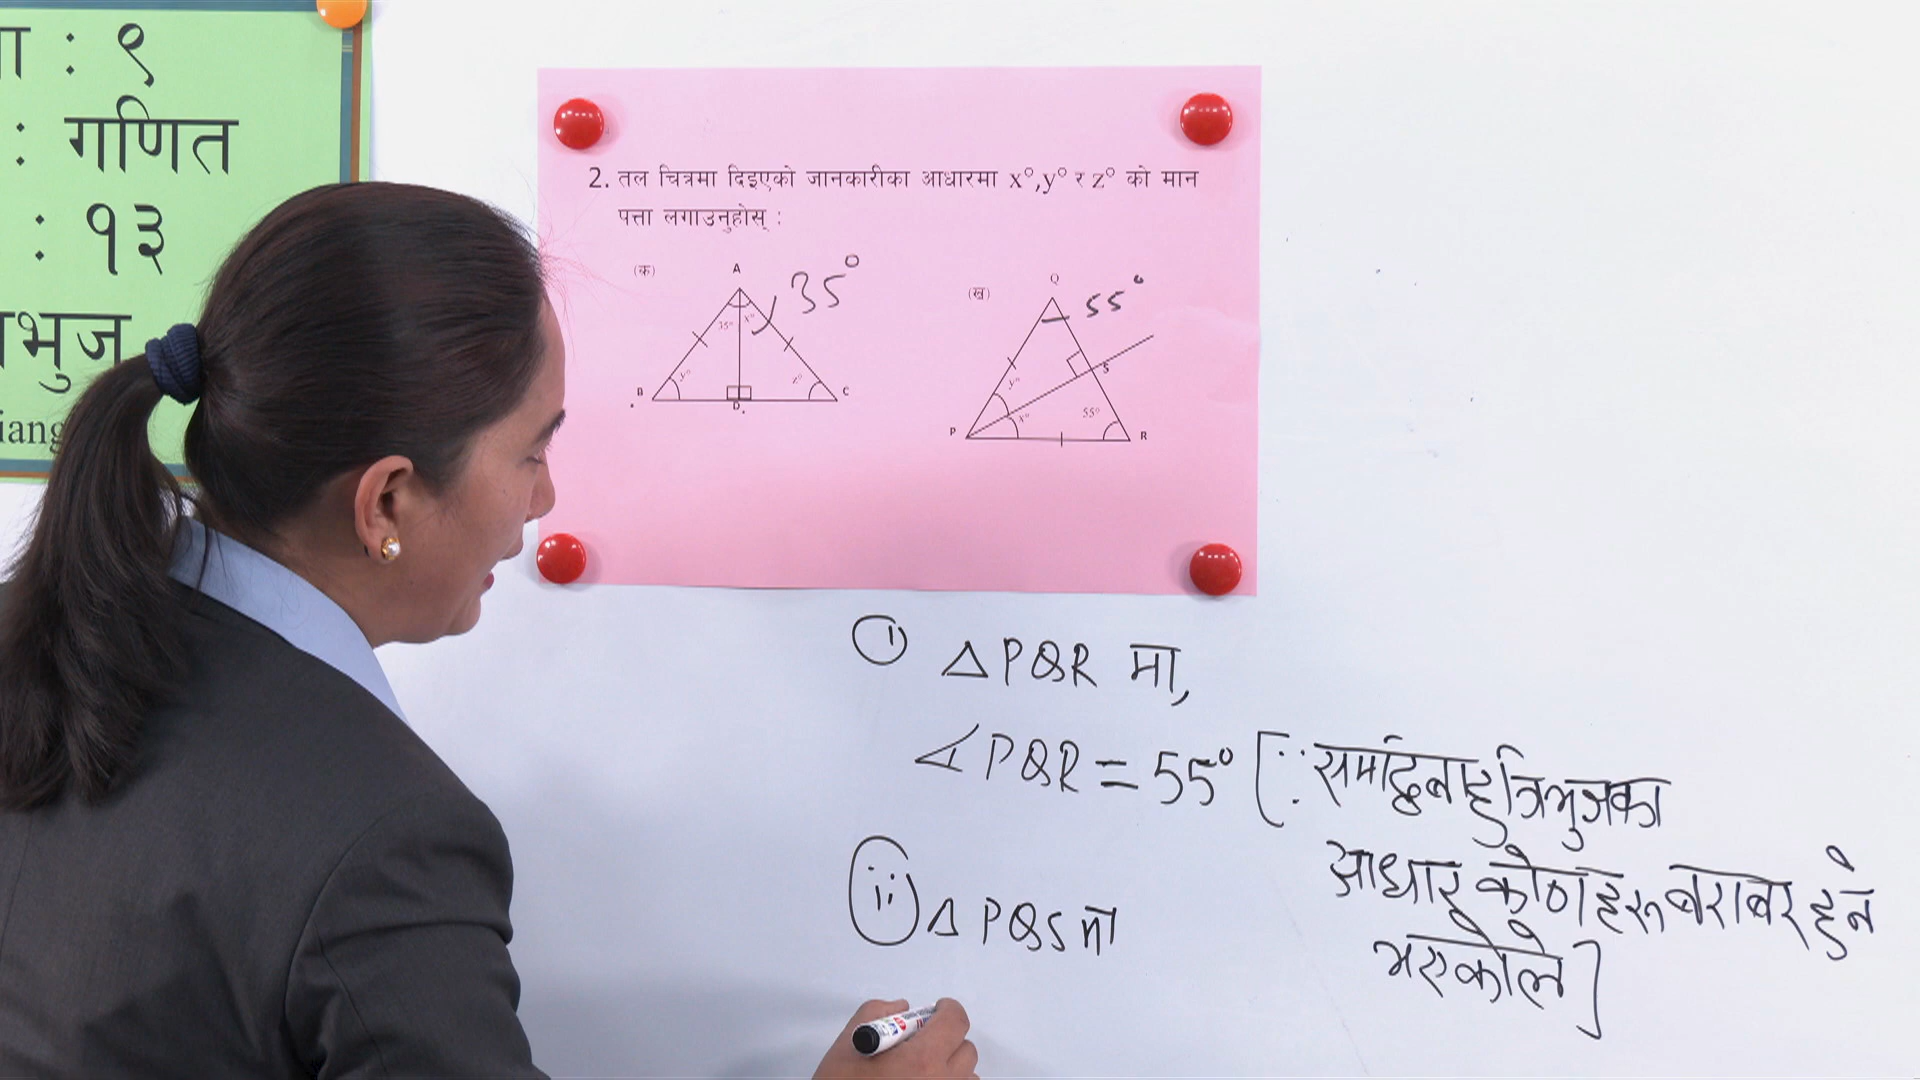 : ९
: गणित
: १३
भुज
iang
2. तल चित्रमा दिइएको जानकारीका आधारमा x°,y° र z° को मान
पत्ता लगाउनुहोस् :
(क)
A
35°
35°
x°
y°
z°
B
D
C
(ख)
Q
55°
S
y°
x°
55°
P
R
i
△PQR मा,
∡PQR = 55° [∵ समद्विबाहु त्रिभुजका
आधार कोणहरू बराबर हुने
भएकोले]
ii △PQS मा